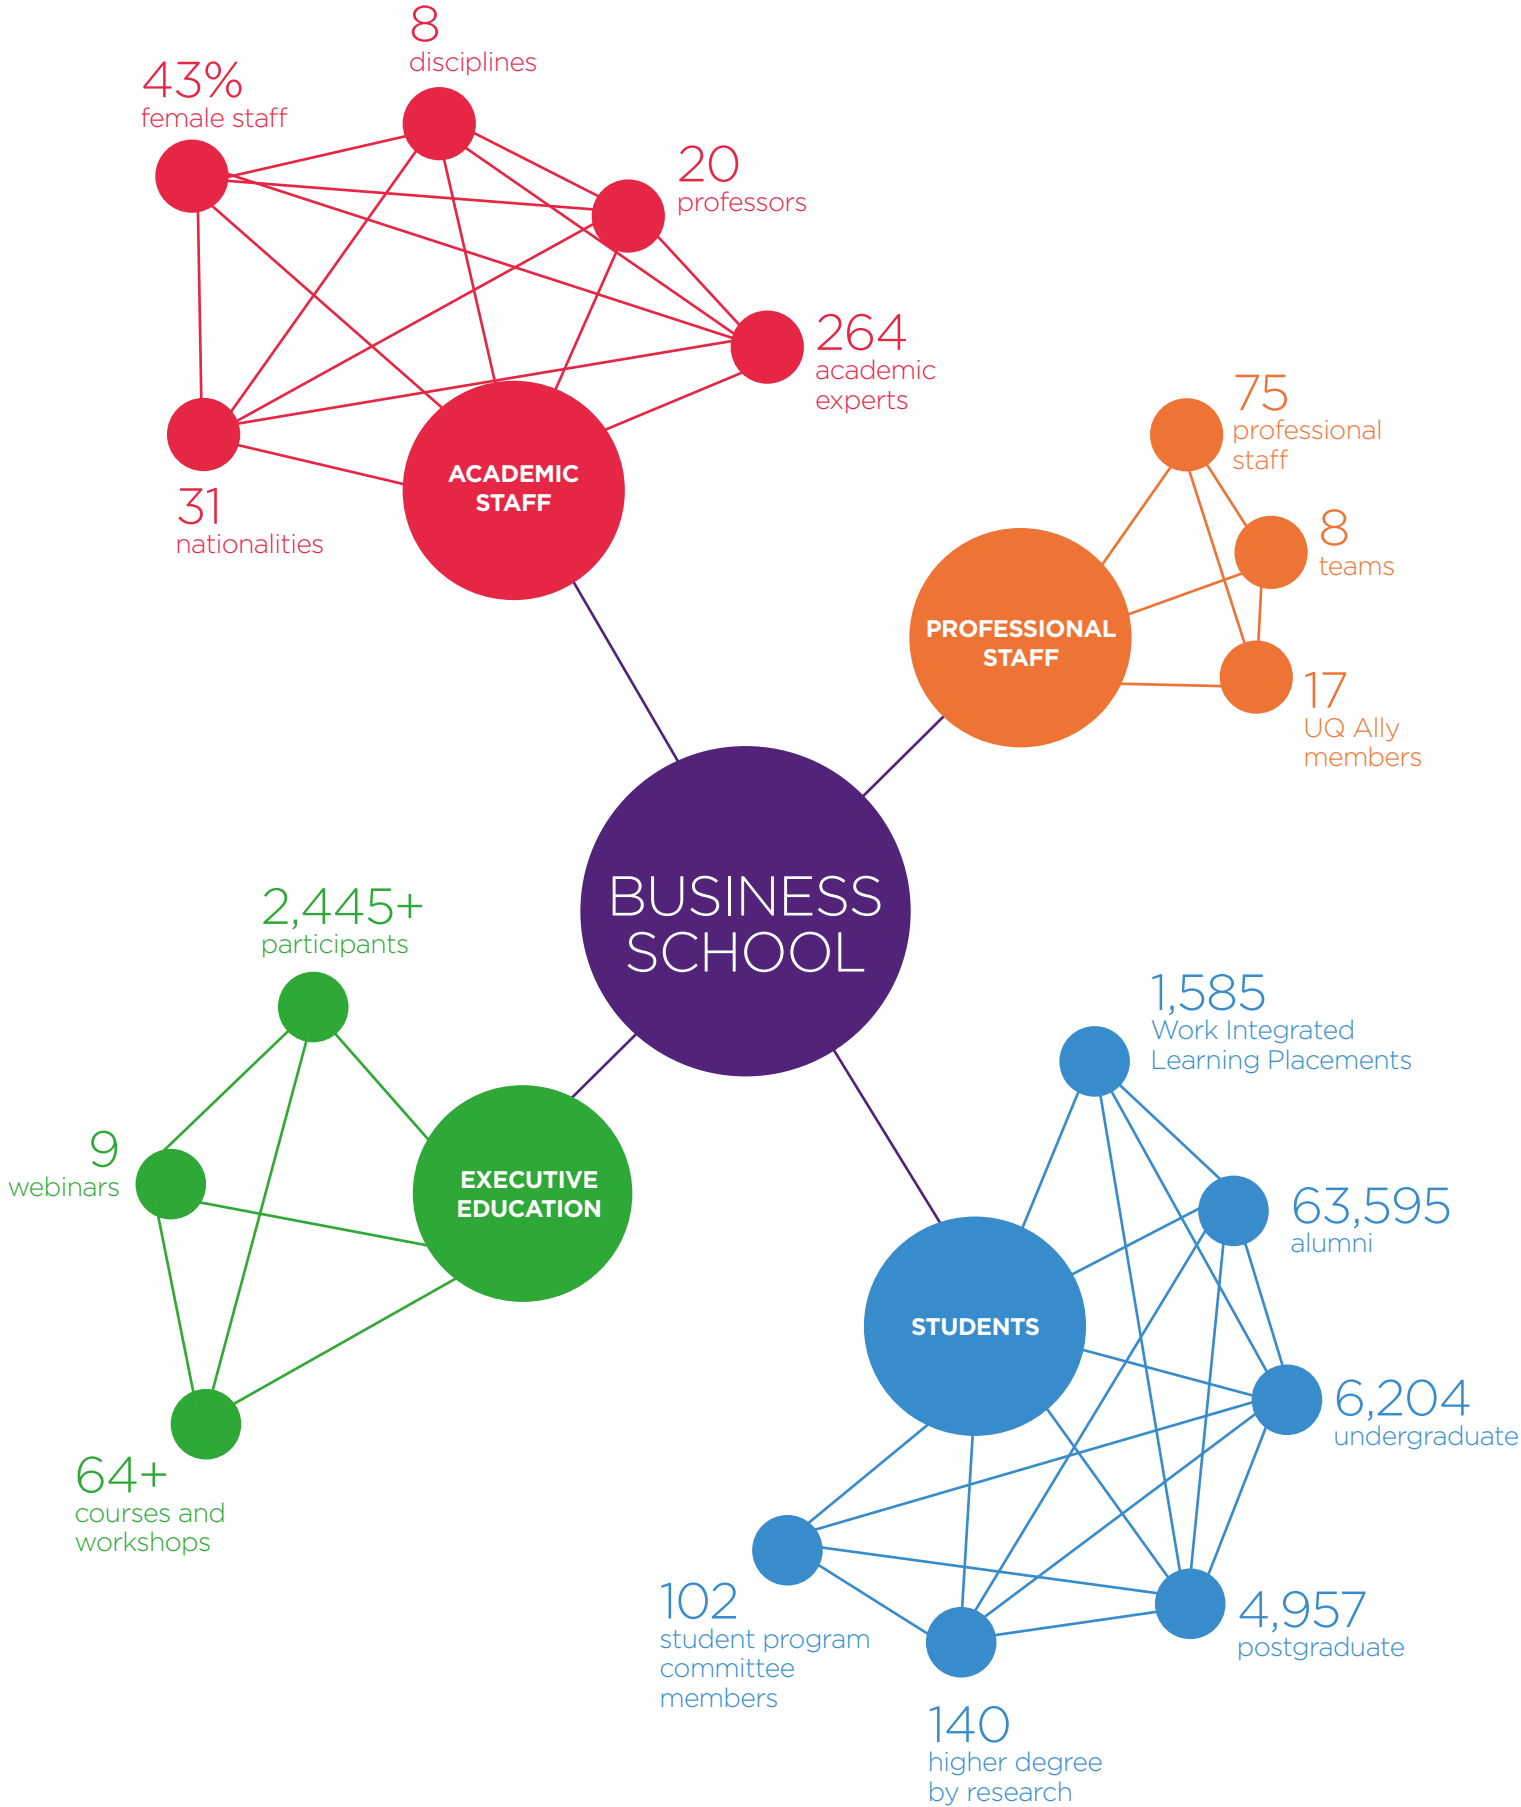 8
disciplines
43%
female staff
20
professors
264
academic
experts
31
nationalities
ACADEMIC
STAFF
75
professional
staff
8
teams
17
UQ Ally
members
PROFESSIONAL
STAFF
BUSINESS
SCHOOL
2,445+
participants
9
webinars
64+
courses and
workshops
EXECUTIVE
EDUCATION
1,585
Work Integrated
Learning Placements
63,595
alumni
6,204
undergraduate
4,957
postgraduate
140
higher degree
by research
102
student program
committee
members
STUDENTS